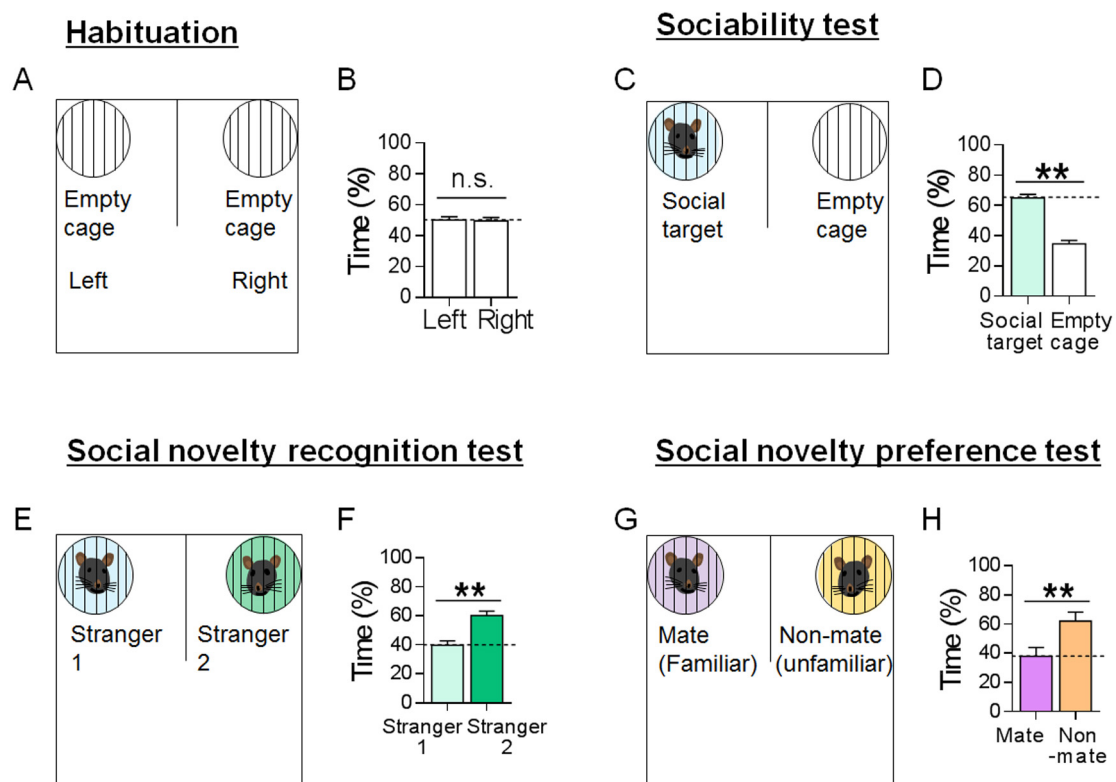 Habituation
Sociability test
A
B
C
D
Empty
cage
Empty
cage
Left
Right
Time (%)
100
80
60
40
20
0
n.s.
Left Right
Social
target
Empty
cage
Time (%)
100
80
60
40
20
0
**
Social Empty
target cage
Social novelty recognition test
Social novelty preference test
E
F
G
H
Stranger
1
Stranger
2
Time (%)
100
80
60
40
20
0
**
Stranger Stranger
1 2
Mate
(Familiar)
Non-mate
(unfamiliar)
Time (%)
100
80
60
40
20
0
**
Mate Non
-mate